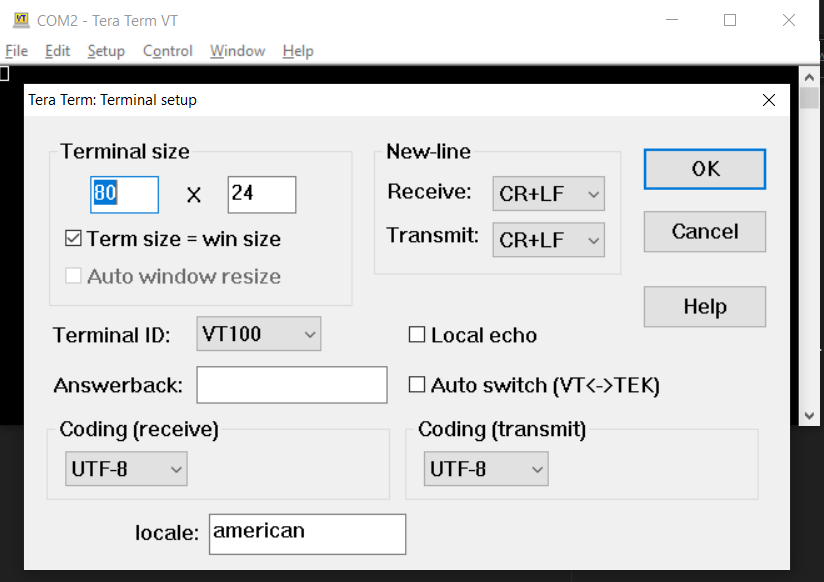 VT COM2 - Tera Term VT
File Edit Setup Control Window Help
Tera Term: Terminal setup
Terminal size
80 X 24
Term size = win size
Auto window resize
New-line
Receive: CR+LF
Transmit: CR+LF
OK
Cancel
Help
Terminal ID: VT100
Local echo
Answerback:
Auto switch (VT<->TEK)
Coding (receive)
UTF-8
Coding (transmit)
UTF-8
locale: american